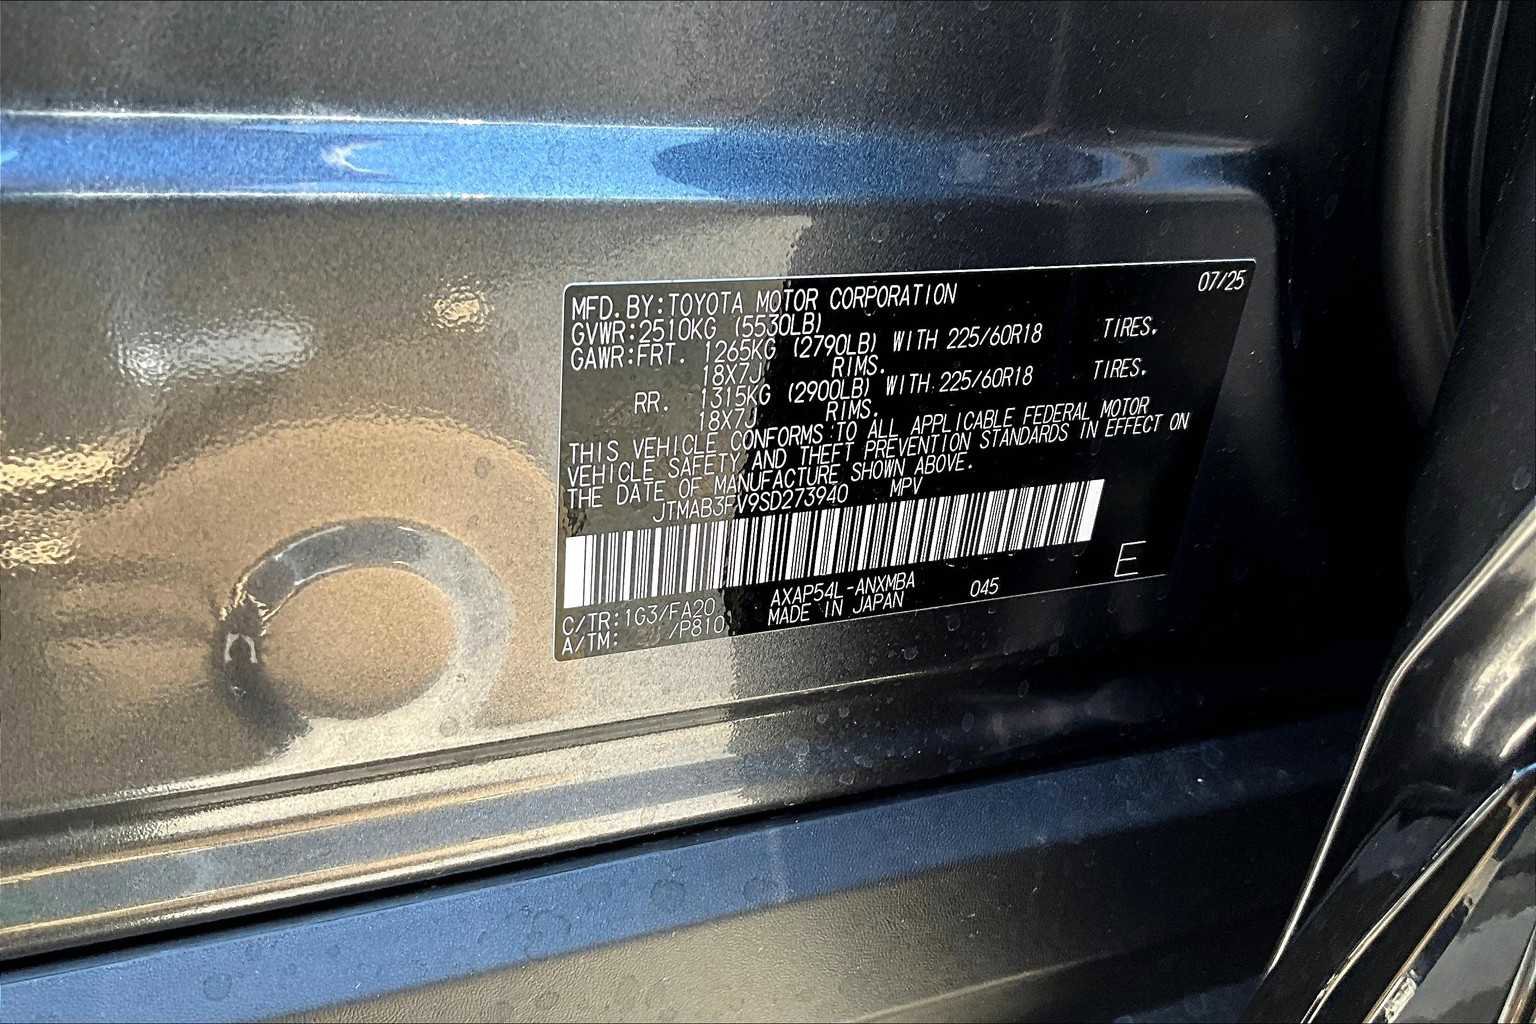 07/25
MFD. BY:TOYOTA MOTOR CORPORATION
GVWR:2510KG (5530LB)
GAWR:FRT. 1265KG (2790LB) WITH 225/60R18 TIRES.
18X7J RIMS.
RR. 1315KG (2900LB) WITH 225/60R18 TIRES.
18X7J RIMS.
THIS VEHICLE CONFORMS TO ALL APPLICABLE FEDERAL MOTOR
VEHICLE SAFETY AND THEFT PREVENTION STANDARDS IN EFFECT ON
THE DATE OF MANUFACTURE SHOWN ABOVE.
JTMAB3FV9SD273940 MPV
E
C/TR:1G3/FA20 AXAP54L-ANXMBA 045
A/TM: /P810 MADE IN JAPAN